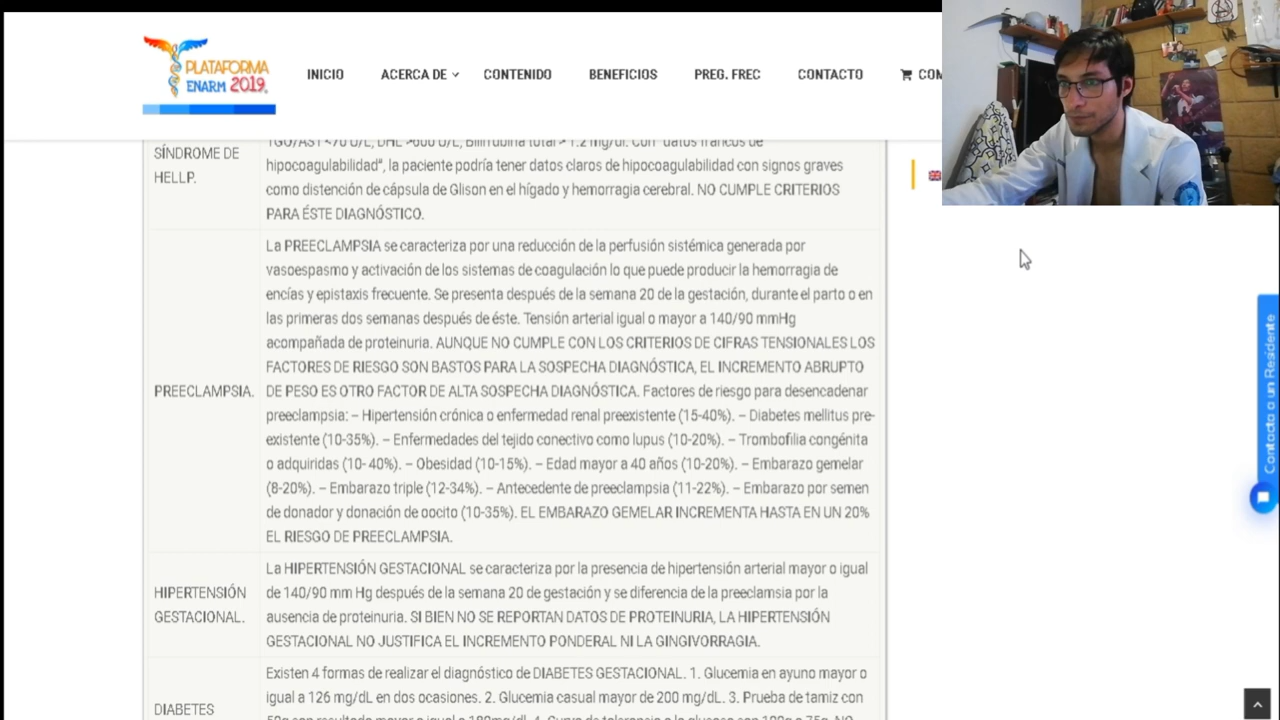 PLATAFORMA
ENARM 2019
INICIO
ACERCA DE
CONTENIDO
BENEFICIOS
PREG. FREC
CONTACTO
COM
SÍNDROME DE
HELLP.
TGO/AST <70 U/L, DHL >600 U/L, Bilirrubina total > 1.2 mg/dl. Con "datos francos de
hipocoagulabilidad", la paciente podría tener datos claros de hipocoagulabilidad con signos graves
como distención de cápsula de Glison en el hígado y hemorragia cerebral. NO CUMPLE CRITERIOS
PARA ÉSTE DIAGNÓSTICO.
PREECLAMPSIA.
La PREECLAMPSIA se caracteriza por una reducción de la perfusión sistémica generada por
vasoespasmo y activación de los sistemas de coagulación lo que puede producir la hemorragia de
encías y epistaxis frecuente. Se presenta después de la semana 20 de la gestación, durante el parto o en
las primeras dos semanas después de éste. Tensión arterial igual o mayor a 140/90 mmHg
acompañada de proteinuria. AUNQUE NO CUMPLE CON LOS CRITERIOS DE CIFRAS TENSIONALES LOS
FACTORES DE RIESGO SON BASTOS PARA LA SOSPECHA DIAGNÓSTICA, EL INCREMENTO ABRUPTO
DE PESO ES OTRO FACTOR DE ALTA SOSPECHA DIAGNÓSTICA. Factores de riesgo para desencadenar
preeclampsia: – Hipertensión crónica o enfermedad renal preexistente (15-40%). – Diabetes mellitus pre-
existente (10-35%). – Enfermedades del tejido conectivo como lupus (10-20%). – Trombofilia congénita
o adquiridas (10- 40%). – Obesidad (10-15%). – Edad mayor a 40 años (10-20%). – Embarazo gemelar
(8-20%). – Embarazo triple (12-34%). – Antecedente de preeclampsia (11-22%). – Embarazo por semen
de donador y donación de oocito (10-35%). EL EMBARAZO GEMELAR INCREMENTA HASTA EN UN 20%
EL RIESGO DE PREECLAMPSIA.
HIPERTENSIÓN
GESTACIONAL.
La HIPERTENSIÓN GESTACIONAL se caracteriza por la presencia de hipertensión arterial mayor o igual
de 140/90 mm Hg después de la semana 20 de gestación y se diferencia de la preeclamsia por la
ausencia de proteinuria. SI BIEN NO SE REPORTAN DATOS DE PROTEINURIA, LA HIPERTENSIÓN
GESTACIONAL NO JUSTIFICA EL INCREMENTO PONDERAL NI LA GINGIVORRAGIA.
DIABETES
Existen 4 formas de realizar el diagnóstico de DIABETES GESTACIONAL. 1. Glucemia en ayuno mayor o
igual a 126 mg/dL en dos ocasiones. 2. Glucemia casual mayor de 200 mg/dL. 3. Prueba de tamiz con
Contacta a un Residente